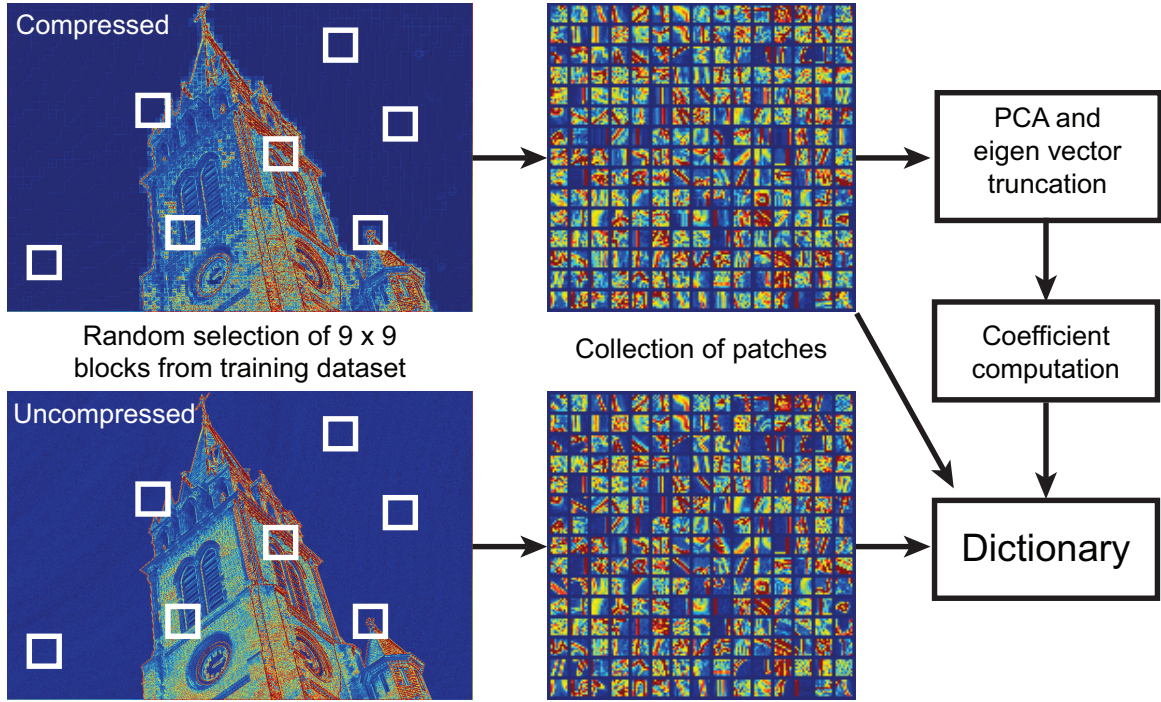 Compressed
Random selection of 9 x 9
blocks from training dataset
Uncompressed
Collection of patches
PCA and
eigen vector
truncation
Coefficient
computation
Dictionary